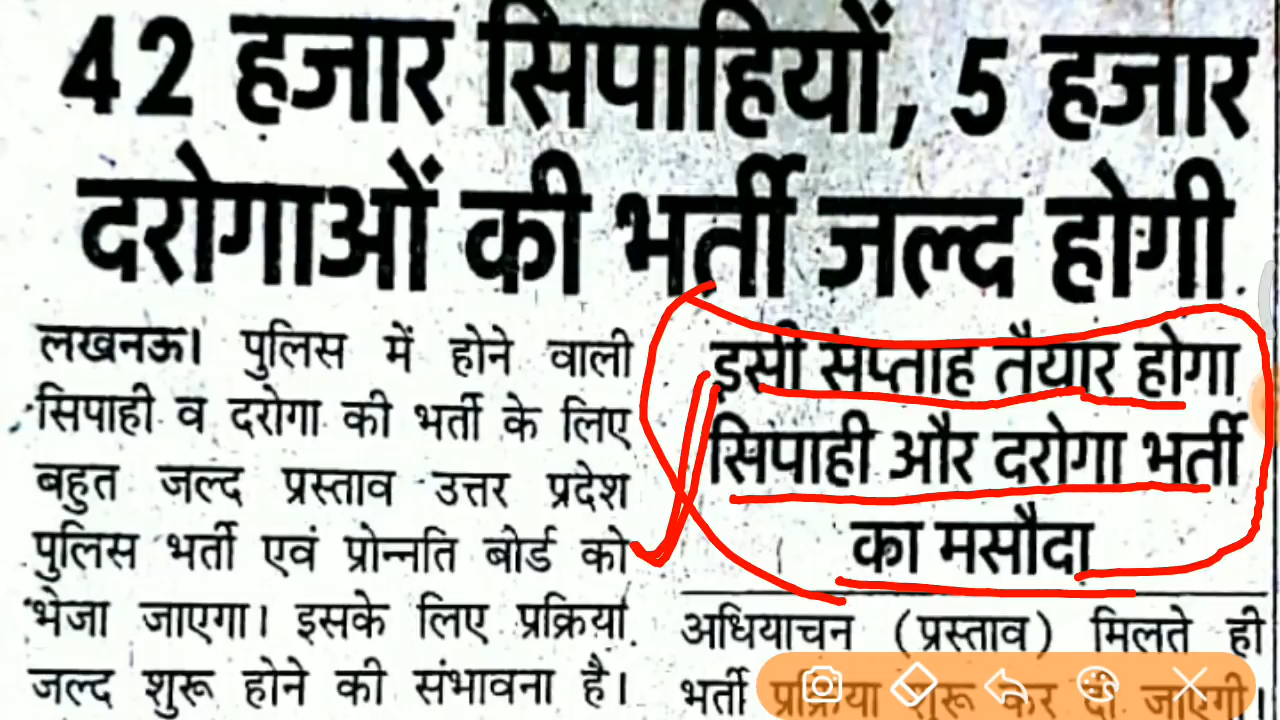 42 हजार सिपाहियों, 5 हजार
दरोगाओं की भर्ती जल्द होगी
लखनऊ। पुलिस में होने वाली
सिपाही व दरोगा की भर्ती के लिए
बहुत जल्द प्रस्ताव उत्तर प्रदेश
पुलिस भर्ती एवं प्रोन्नति बोर्ड को
भेजा जाएगा। इसके लिए प्रक्रिया
जल्द शुरू होने की संभावना है।
इसी सप्ताह तैयार होगा
सिपाही और दरोगा भर्ती
का मसौदा
अधियाचन (प्रस्ताव) मिलते ही
भर्ती प्रक्रिया शुरू कर दी जाएगी।